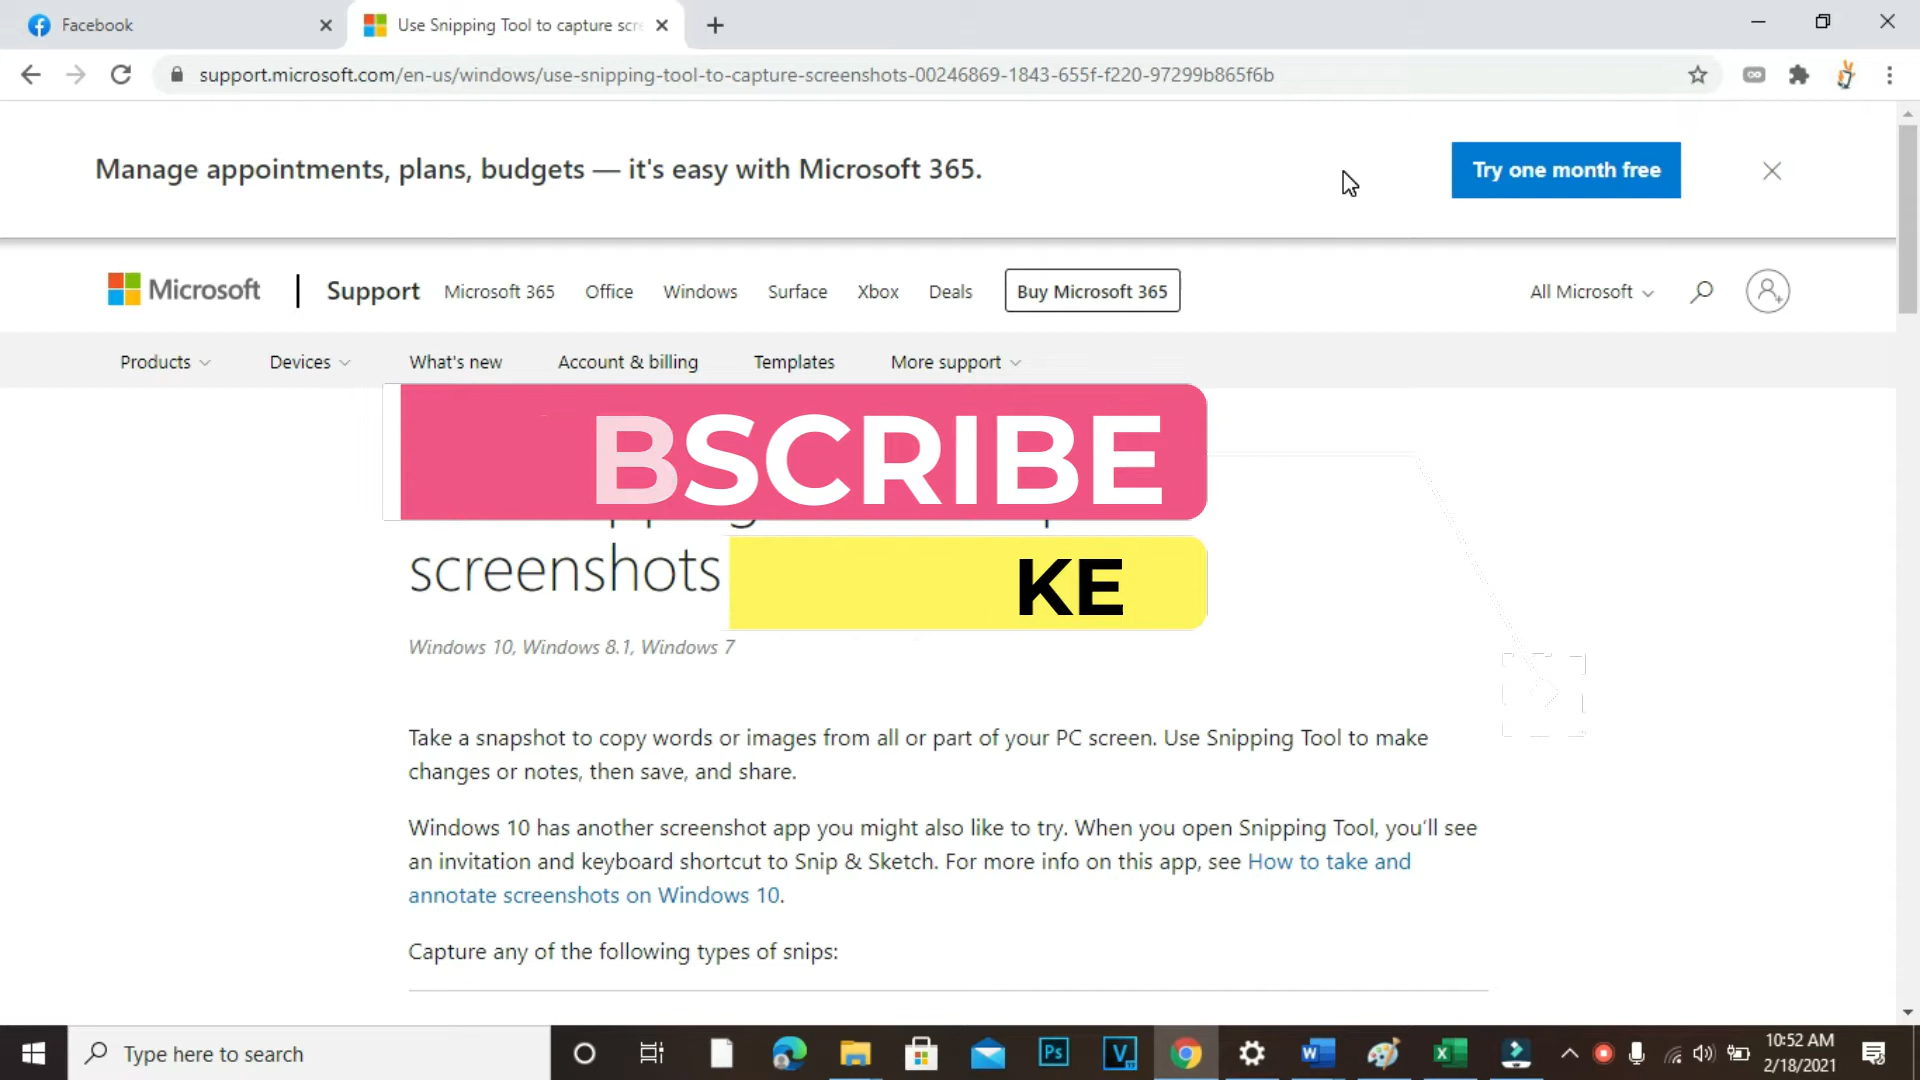 Facebook
Use Snipping Tool to capture scre
support.microsoft.com/en-us/windows/use-snipping-tool-to-capture-screenshots-00246869-1843-655f-f220-97299b865f6b
Manage appointments, plans, budgets — it's easy with Microsoft 365.
Try one month free
Microsoft
Support
Microsoft 365
Office
Windows
Surface
Xbox
Deals
Buy Microsoft 365
All Microsoft
Products
Devices
What's new
Account & billing
Templates
More support
BSCRIBE
screenshots
KE
Windows 10, Windows 8.1, Windows 7
Take a snapshot to copy words or images from all or part of your PC screen. Use Snipping Tool to make
changes or notes, then save, and share.
Windows 10 has another screenshot app you might also like to try. When you open Snipping Tool, you'll see
an invitation and keyboard shortcut to Snip & Sketch. For more info on this app, see How to take and
annotate screenshots on Windows 10.
Capture any of the following types of snips:
Type here to search
Ps
V
W
X
10:52 AM
2/18/2021